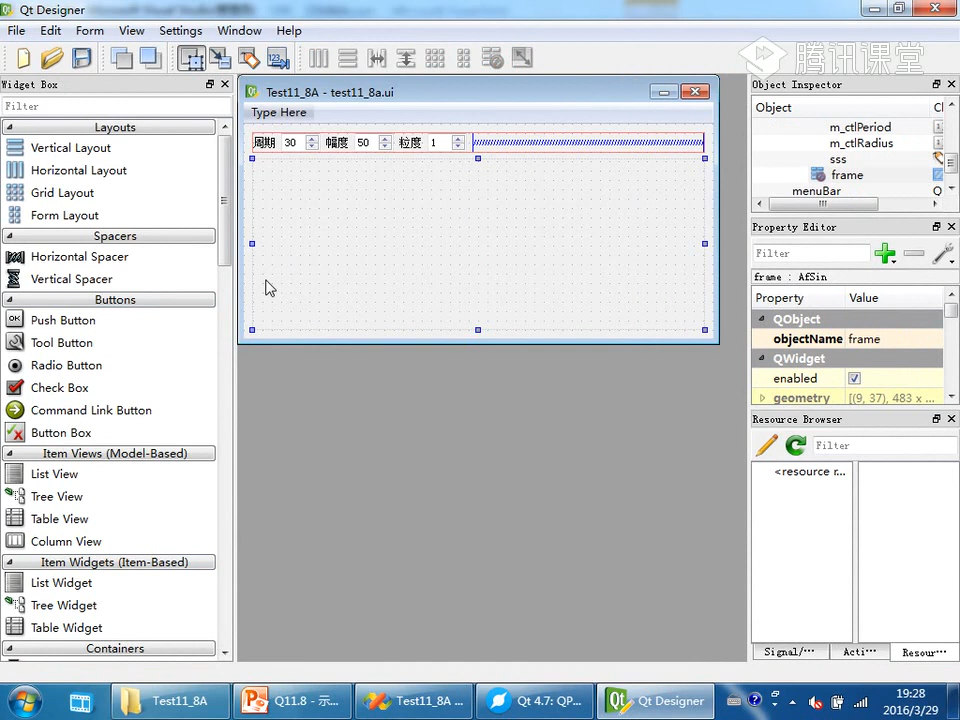 Qt Designer
File Edit Form View Settings Window Help
腾讯课堂
Widget Box
Filter
Layouts
Vertical Layout
Horizontal Layout
Grid Layout
Form Layout
Spacers
Horizontal Spacer
Vertical Spacer
Buttons
Push Button
Tool Button
Radio Button
Check Box
Command Link Button
Button Box
Item Views (Model-Based)
List View
Tree View
Table View
Column View
Item Widgets (Item-Based)
List Widget
Tree Widget
Table Widget
Containers
Test11_8A - test11_8a.ui
Type Here
周期 30 幅度 50 粒度 1
Object Inspector
Object
m_ctlPeriod
m_ctlRadius
sss
frame
menuBar Q
Property Editor
Filter
frame : AfSin
Property Value
QObject
objectName frame
QWidget
enabled
geometry [(9, 37), 483 x ...
Resource Browser
Filter
<resource r...
Signal/… Acti… Resour…
Test11_8A
Q11.8 - 示...
Test11_8A ...
Qt 4.7: QP...
Qt Designer
19:28
2016/3/29